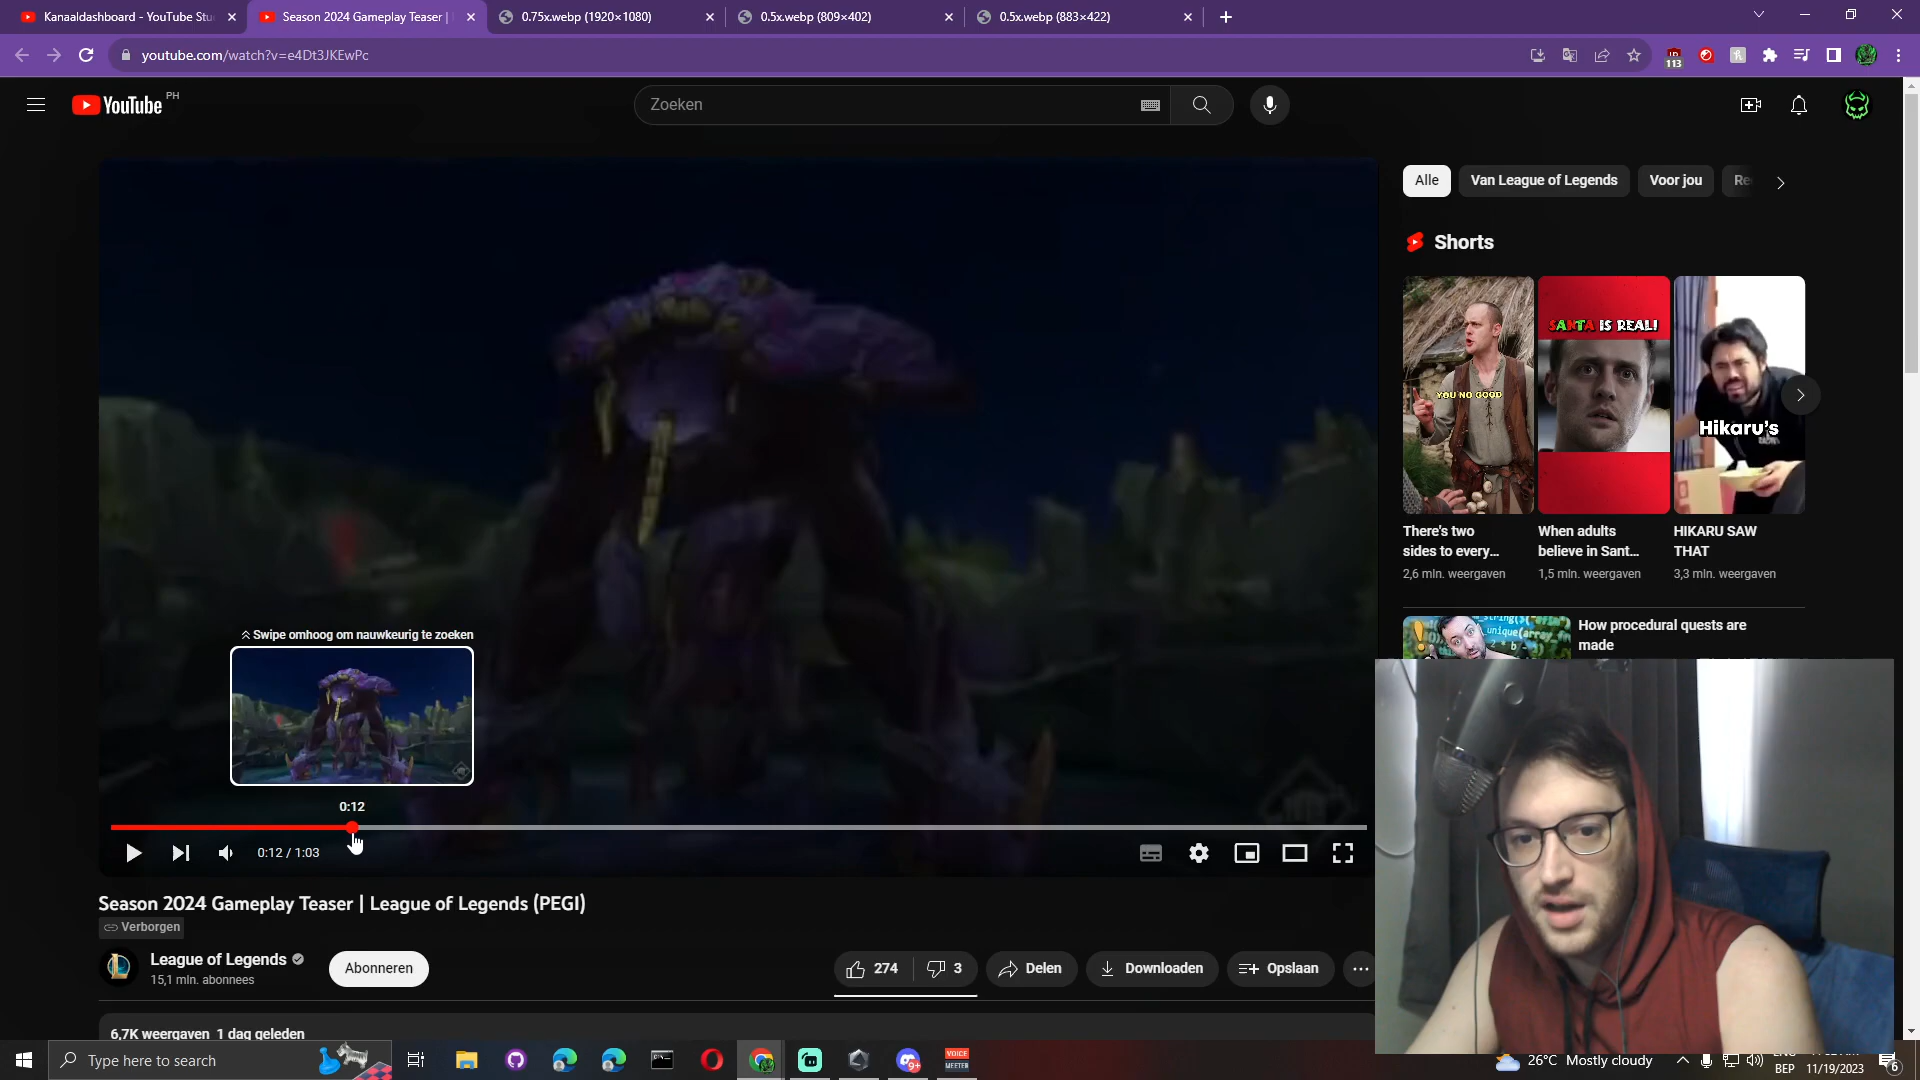 Kanaaldashboard - YouTube Stu
Season 2024 Gameplay Teaser |
0.75x.webp (1920×1080)
0.5x.webp (809×402)
0.5x.webp (883×422)
youtube.com/watch?v=e4Dt3JKEwPc
113
YouTube PH
Zoeken
Alle
Van League of Legends
Voor jou
Re
Shorts
SANTA IS REAL!
YOU NO GOOD
Hikaru's
There's two
sides to every...
2,6 mln. weergaven
When adults
believe in Sant...
1,5 mln. weergaven
HIKARU SAW
THAT
3,3 mln. weergaven
How procedural quests are
made
Swipe omhoog om nauwkeurig te zoeken
0:12
0:12 / 1:03
Season 2024 Gameplay Teaser | League of Legends (PEGI)
Verborgen
League of Legends
15,1 mln. abonnees
Abonneren
274
3
Delen
Downloaden
Opslaan
6,7K weergaven 1 dag geleden
Type here to search
VOICE
MEETER
26°C Mostly cloudy
BEP
11/19/2023
6